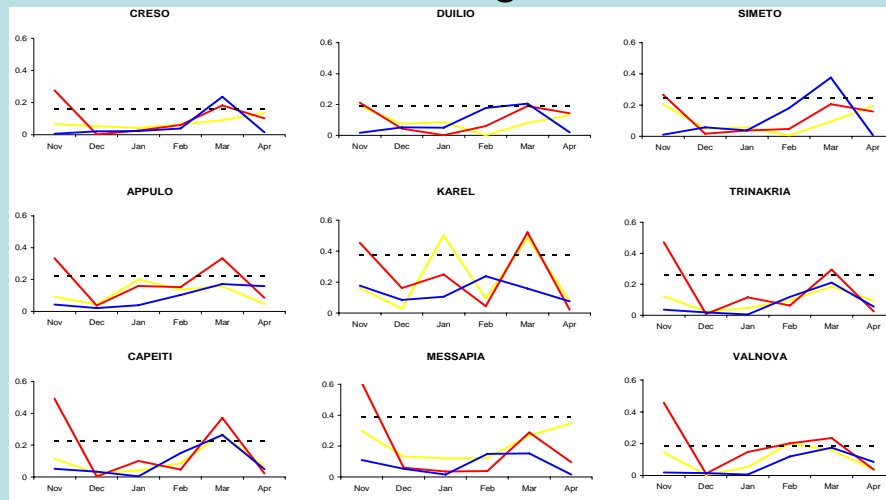 CRESO DUILIO SIMETO
0.6 0.6 0.6
0.4 0.4 0.4
0.2 0.2 0.2
0 0 0
Nov Dec Jan Feb Mar Apr Nov Dec Jan Feb Mar Apr Nov Dec Jan Feb Mar Apr
APPULO KAREL TRINAKRIA
0.6 0.6 0.6
0.4 0.4 0.4
0.2 0.2 0.2
0 0 0
Nov Dec Jan Feb Mar Apr Nov Dec Jan Feb Mar Apr Nov Dec Jan Feb Mar Apr
CAPEITI MESSAPIA VALNOVA
0.6 0.6 0.6
0.4 0.4 0.4
0.2 0.2 0.2
0 0 0
Nov Dec Jan Feb Mar Apr Nov Dec Jan Feb Mar Apr Nov Dec Jan Feb Mar Apr